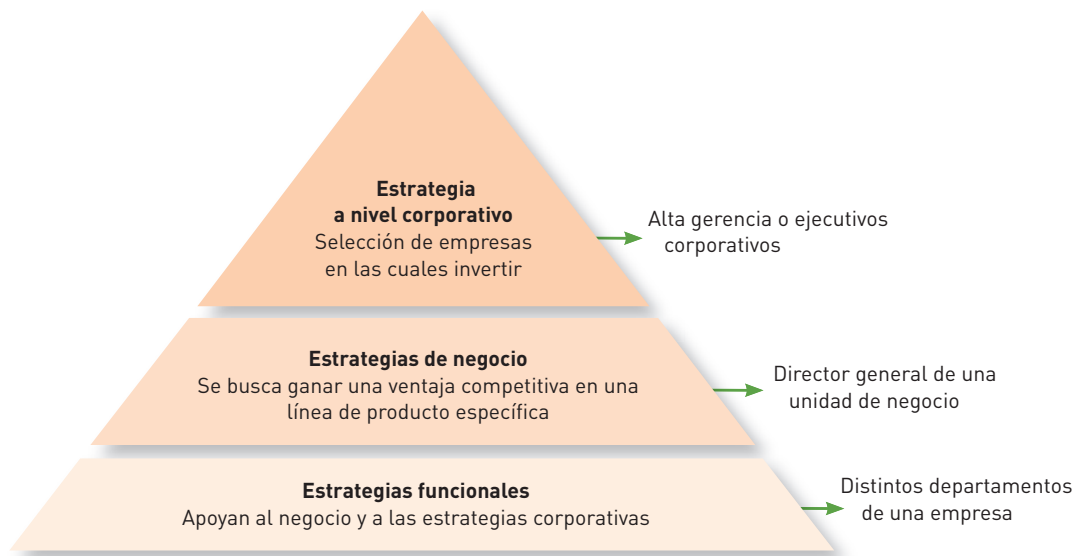 Estrategia
a nivel corporativo
Selección de empresas
en las cuales invertir
Alta gerencia o ejecutivos
corporativos
Estrategias de negocio
Se busca ganar una ventaja competitiva en una
línea de producto específica
Director general de una
unidad de negocio
Estrategias funcionales
Apoyan al negocio y a las estrategias corporativas
Distintos departamentos
de una empresa